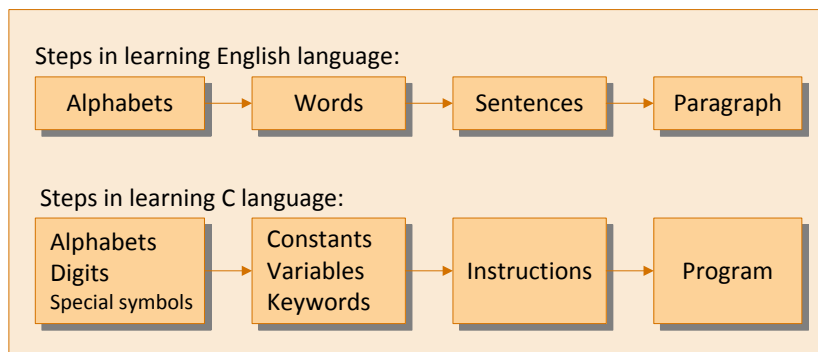 Steps in learning English language:
Alphabets
Words
Sentences
Paragraph
Steps in learning C language:
Alphabets
Digits
Special symbols
Constants
Variables
Keywords
Instructions
Program